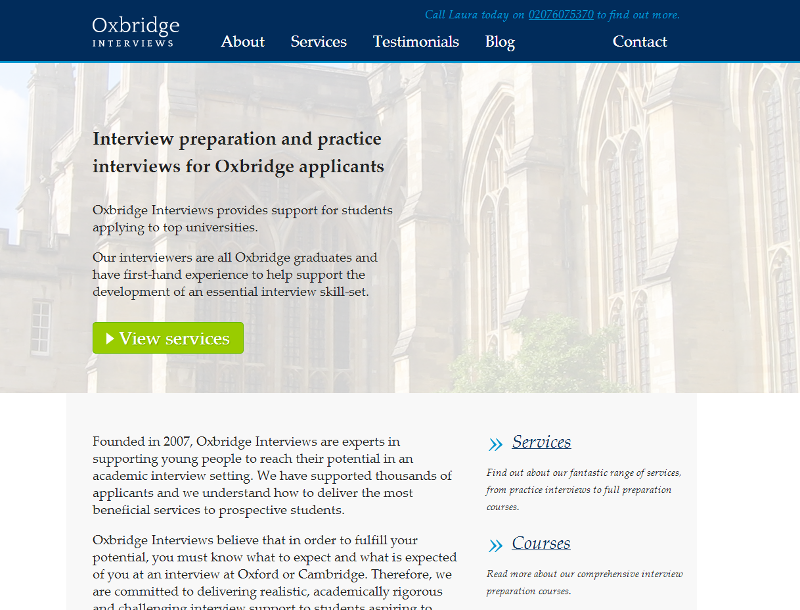 Call Laura today on 02076075370 to find out more.
Oxbridge
INTERVIEWS
About Services Testimonials Blog Contact
Interview preparation and practice
interviews for Oxbridge applicants
Oxbridge Interviews provides support for students
applying to top universities.
Our interviewers are all Oxbridge graduates and
have first-hand experience to help support the
development of an essential interview skill-set.
View services
Founded in 2007, Oxbridge Interviews are experts in
supporting young people to reach their potential in an
academic interview setting. We have supported thousands of
applicants and we understand how to deliver the most
beneficial services to prospective students.
Oxbridge Interviews believe that in order to fulfill your
potential, you must know what to expect and what is expected
of you at an interview at Oxford or Cambridge. Therefore, we
are committed to delivering realistic, academically rigorous
and challenging interview support to students aspiring to
» Services
Find out about our fantastic range of services,
from practice interviews to full preparation
courses.
» Courses
Read more about our comprehensive interview
preparation courses.